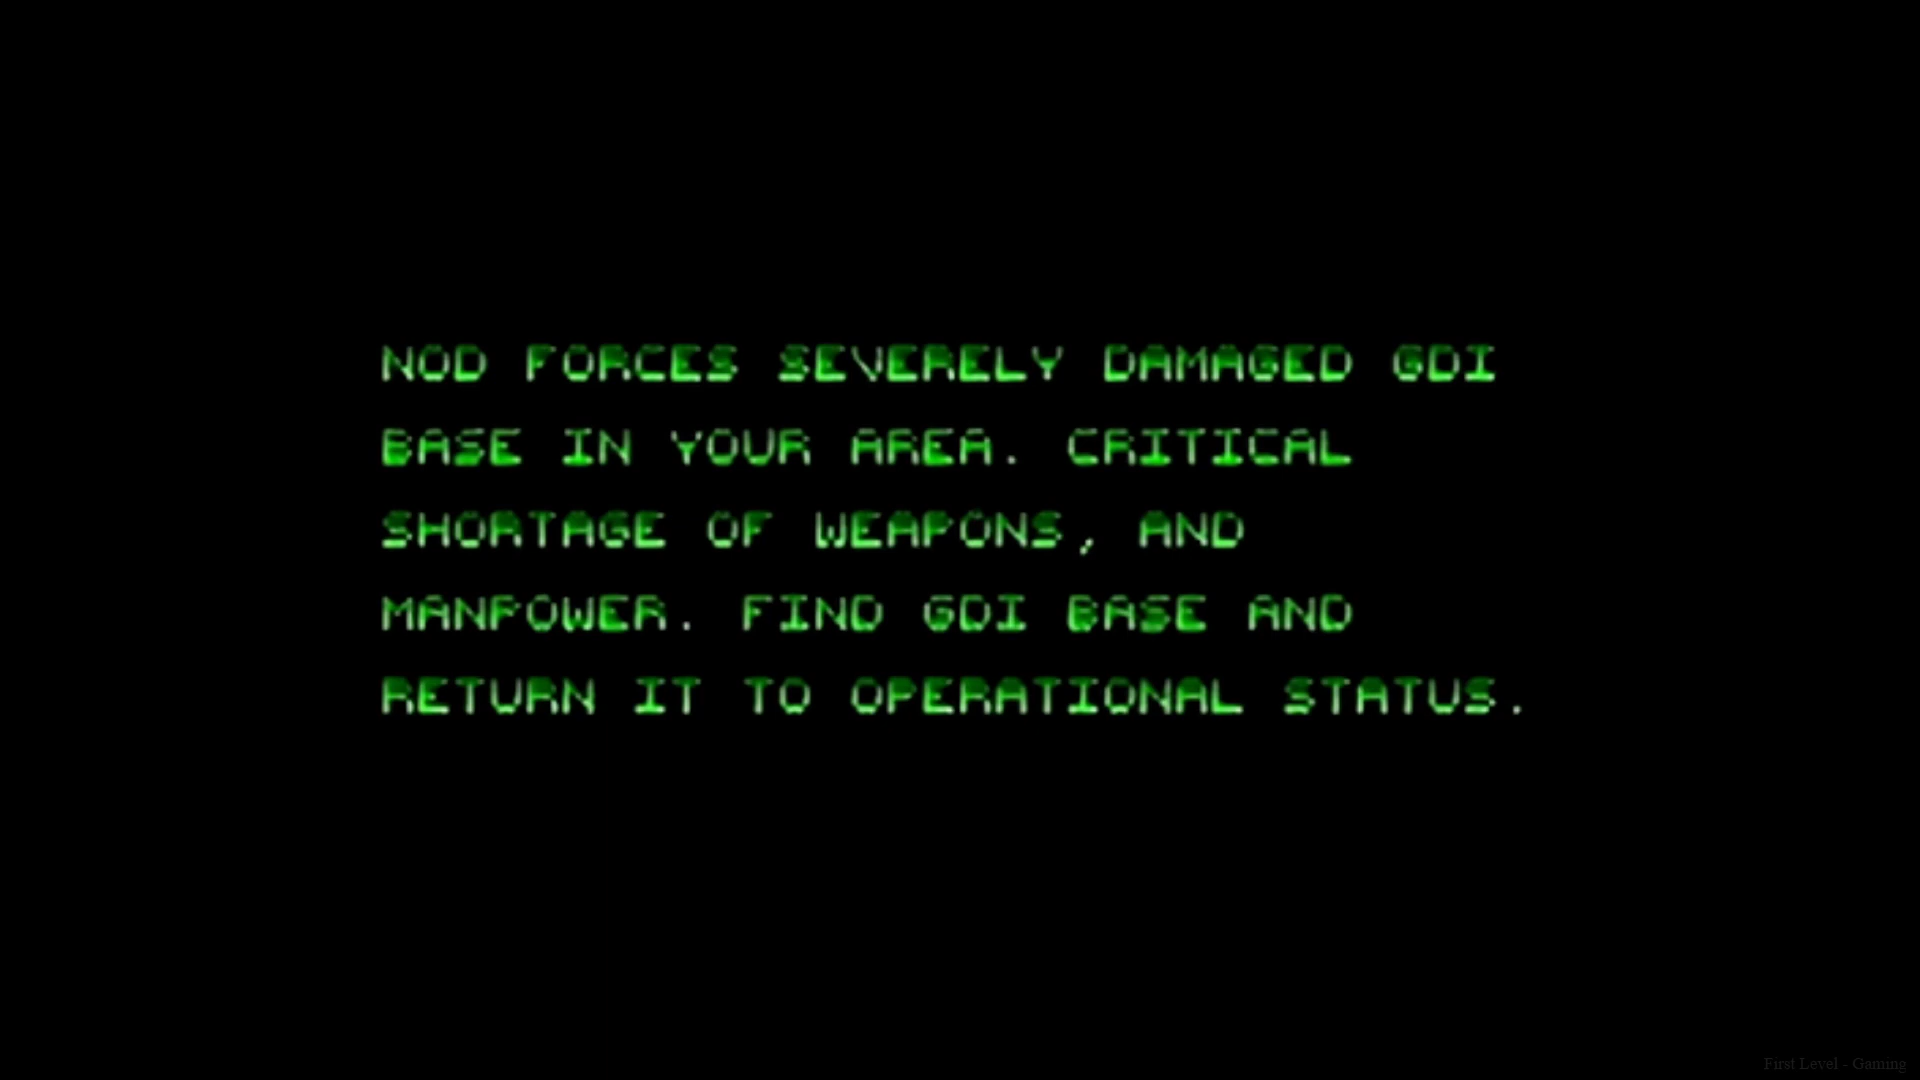 NOD FORCES SEVERELY DAMAGED GDI
BASE IN YOUR AREA. CRITICAL
SHORTAGE OF WEAPONS, AND
MANPOWER. FIND GDI BASE AND
RETURN IT TO OPERATIONAL STATUS.
First Level - Gaming